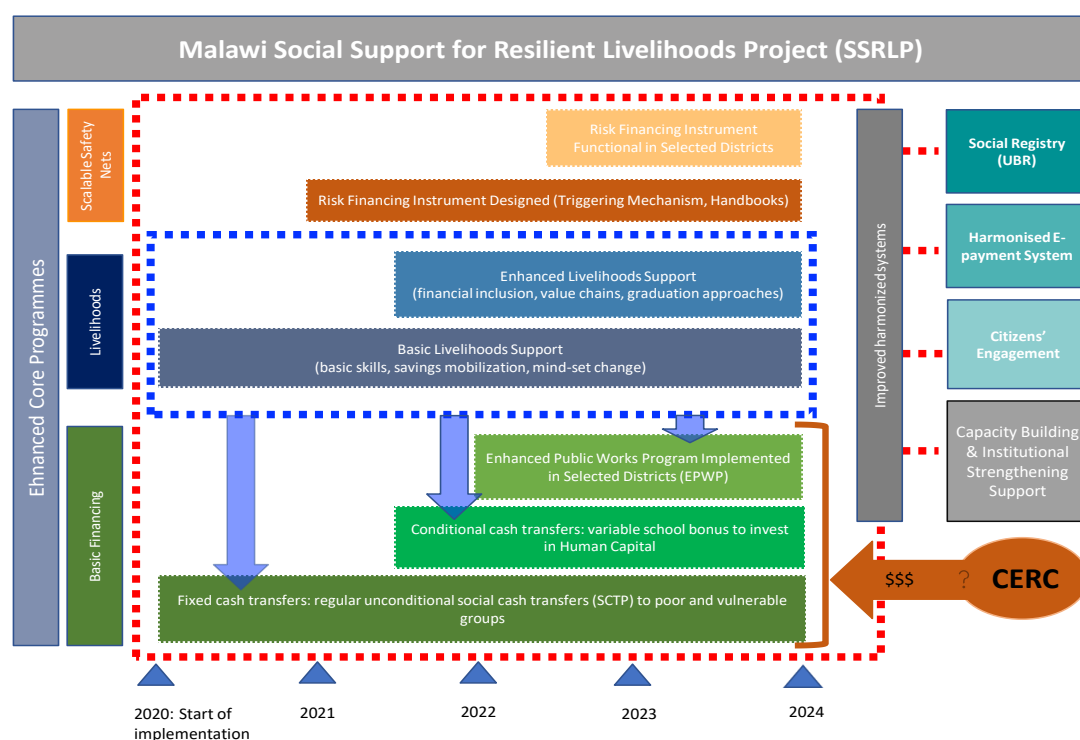 Malawi Social Support for Resilient Livelihoods Project (SSRLP)
Enhanced Core Programmes
Scalable Safety
Nets
Risk Financing Instrument
Functional in Selected Districts
Risk Financing Instrument Designed (Triggering Mechanism, Handbooks)
Livelihoods
Enhanced Livelihoods Support
(financial inclusion, value chains, graduation approaches)
Basic Livelihoods Support
(basic skills, savings mobilization, mind-set change)
Basic Financing
Enhanced Public Works Program Implemented
in Selected Districts (EPWP)
Conditional cash transfers: variable school bonus to invest
in Human Capital
Fixed cash transfers: regular unconditional social cash transfers (SCTP) to poor and vulnerable
groups
Improved harmonized systems
Social Registry
(UBR)
Harmonised E-
payment System
Citizens’
Engagement
Capacity Building
& Institutional
Strengthening
Support
$$$ ? CERC
2020: Start of
implementation
2021
2022
2023
2024